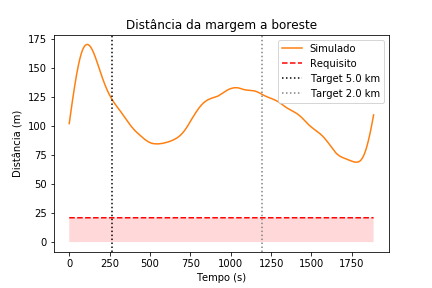 Distância da margem a boreste
Distância (m)
175
150
125
100
75
50
25
0
Simulado
Requisito
Target 5.0 km
Target 2.0 km
0 250 500 750 1000 1250 1500 1750
Tempo (s)